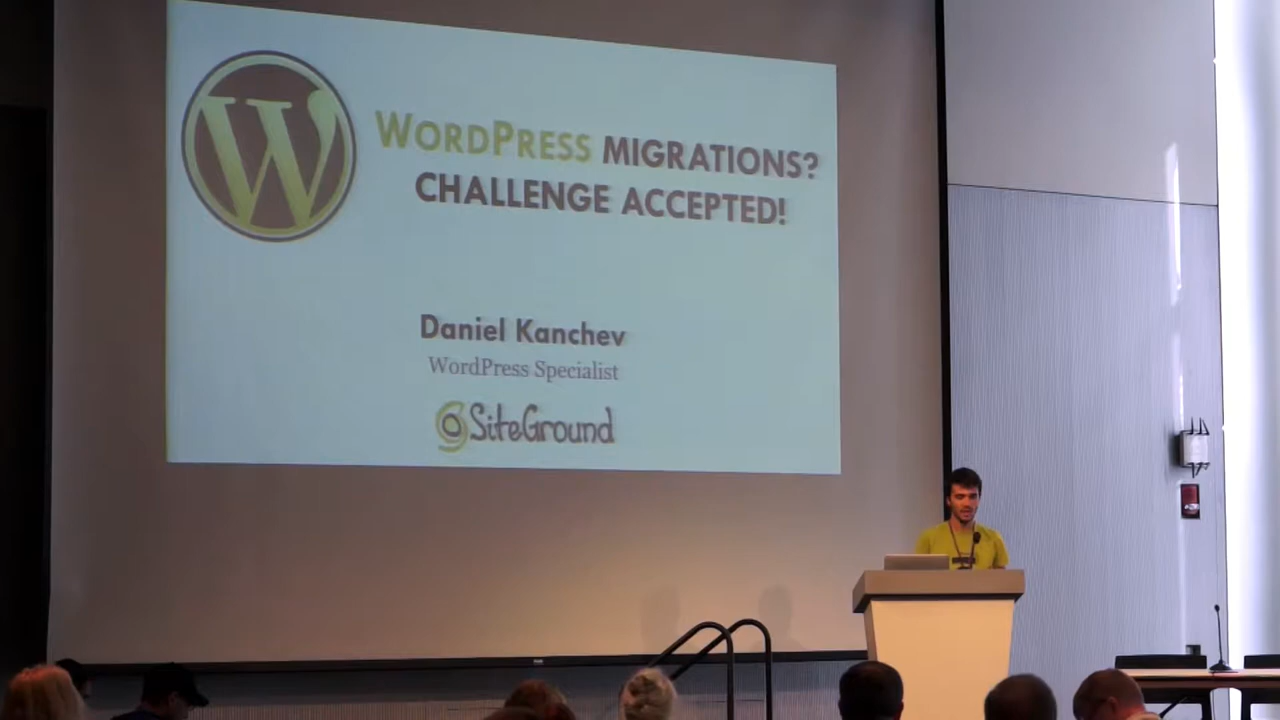 W
WORDPRESS MIGRATIONS?
CHALLENGE ACCEPTED!
Daniel Kanchev
WordPress Specialist
SiteGround